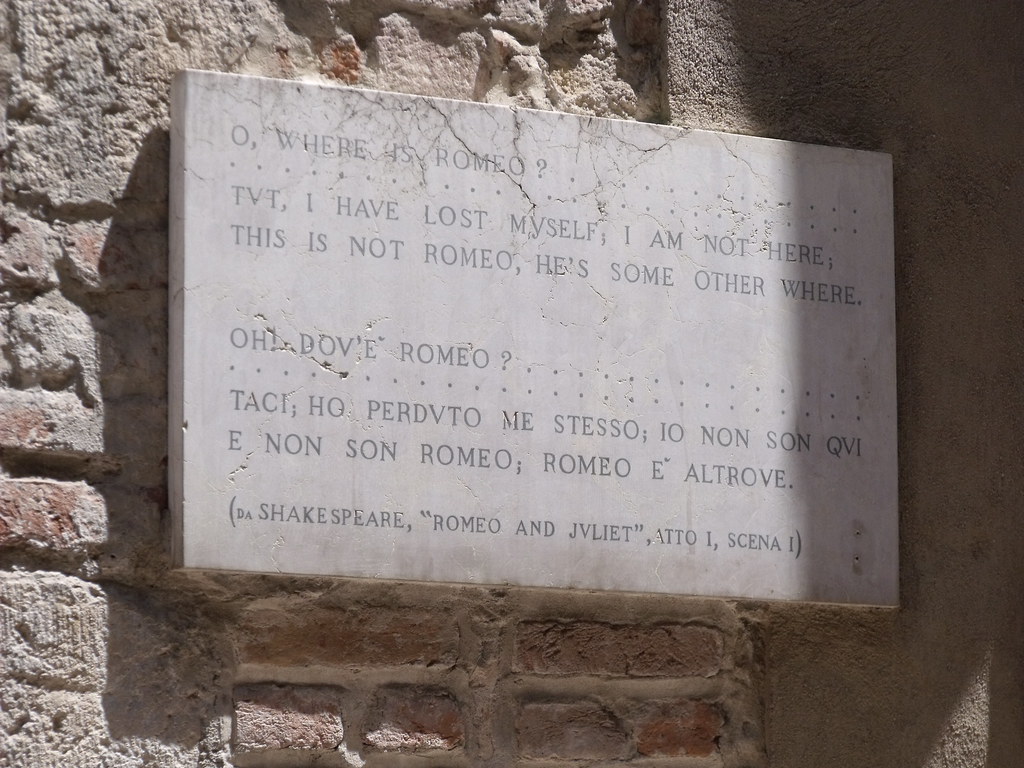 O, WHERE IS ROMEO?
. . . . . . . . . . . . . . . . . . . . . . . . . .
TVT, I HAVE LOST MYSELF; I AM NOT HERE;
THIS IS NOT ROMEO, HE'S SOME OTHER WHERE.
OH! DOV'E` ROMEO?
. . . . . . . . . . . . . . . . . . . . . . . . . .
TACI; HO PERDVTO ME STESSO; IO NON SON QVI
E NON SON ROMEO; ROMEO E` ALTROVE.
(DA SHAKESPEARE, "ROMEO AND JVLIET", ATTO I, SCENA I)